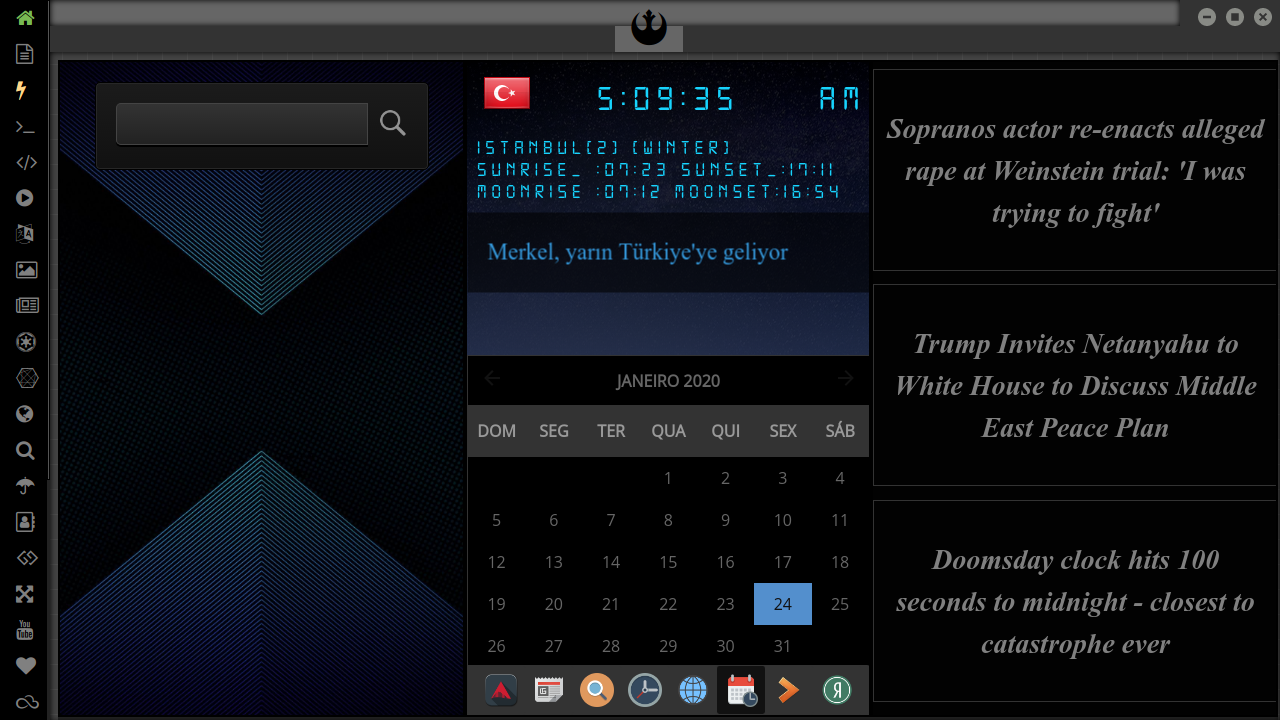 5:09:35 AM
ISTANBUL(2) (WINTER)
SUNRISE_ :07:23 SUNSET_:17:11
MOONRISE :07:12 MOONSET:16:54
Merkel, yarın Türkiye'ye geliyor
JANEIRO 2020
DOM SEG TER QUA QUI SEX SÁB
1 2 3 4
5 6 7 8 9 10 11
12 13 14 15 16 17 18
19 20 21 22 23 24 25
26 27 28 29 30 31
Я
Sopranos actor re-enacts alleged
rape at Weinstein trial: 'I was
trying to fight'
Trump Invites Netanyahu to
White House to Discuss Middle
East Peace Plan
Doomsday clock hits 100
seconds to midnight - closest to
catastrophe ever
You
Tube